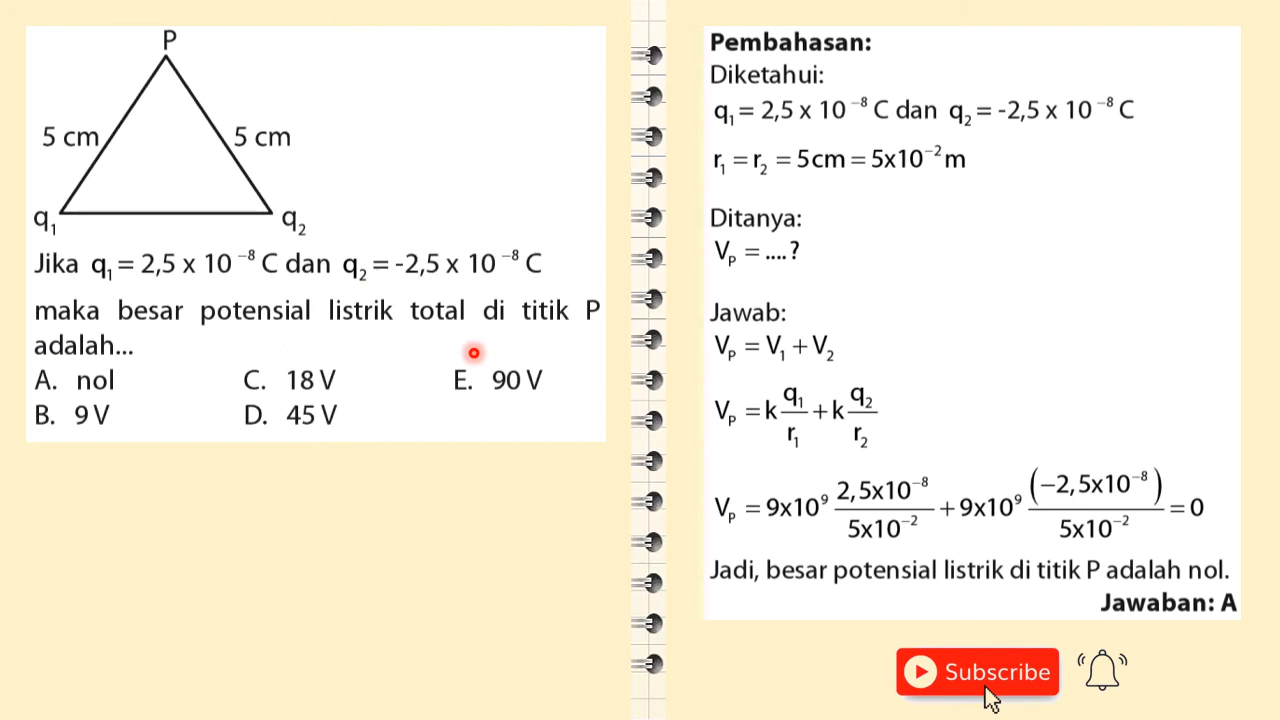 P
5 cm
5 cm
q₁
q₂
Jika q₁ = 2,5 x 10 ⁻⁸ C dan q₂ = -2,5 x 10 ⁻⁸ C
maka besar potensial listrik total di titik P
adalah...
A. nol
C. 18 V
E. 90 V
B. 9 V
D. 45 V
Pembahasan:
Diketahui:
q₁ = 2,5 x 10 ⁻⁸ C dan q₂ = -2,5 x 10 ⁻⁸ C
r₁ = r₂ = 5cm = 5x10⁻² m
Ditanya:
Vₚ = ....?
Jawab:
Vₚ = V₁ + V₂
Vₚ = k q₁/r₁ + k q₂/r₂
Vₚ = 9x10⁹ 2,5x10⁻⁸/5x10⁻² + 9x10⁹ (−2,5x10⁻⁸)/5x10⁻² = 0
Jadi, besar potensial listrik di titik P adalah nol.
Jawaban: A
Subscribe